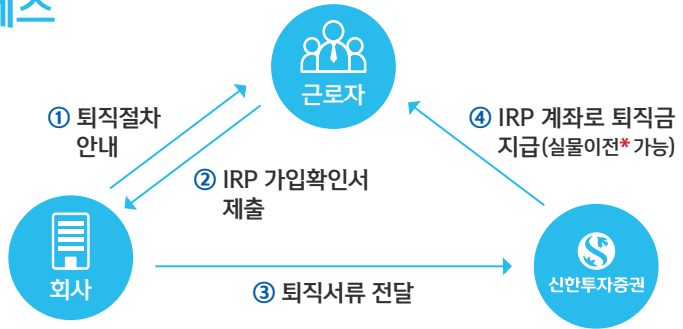 근로자
① 퇴직절차
안내
④ IRP 계좌로 퇴직금
지급(실물이전*가능)
② IRP 가입확인서
제출
회사
③ 퇴직서류 전달
신한투자증권